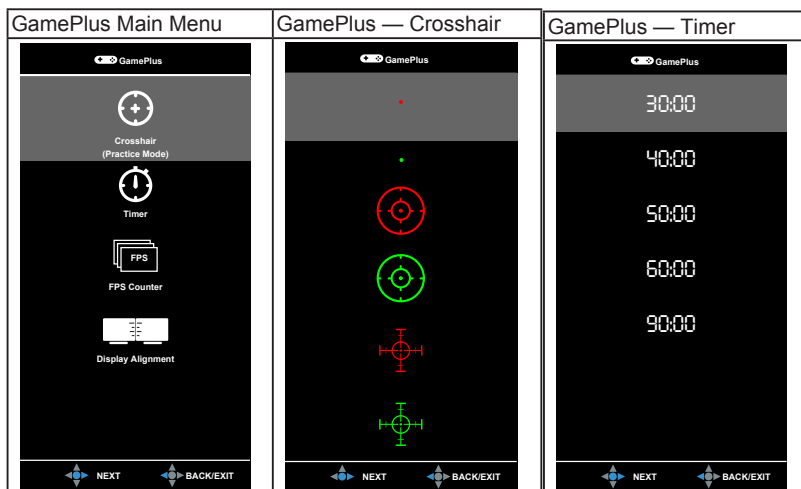 GamePlus Main Menu
GamePlus
Crosshair
(Practice Mode)
Timer
FPS
FPS Counter
Display Alignment
NEXT BACK/EXIT
GamePlus — Crosshair
GamePlus
NEXT BACK/EXIT
GamePlus — Timer
GamePlus
30:00
40:00
50:00
60:00
90:00
NEXT BACK/EXIT